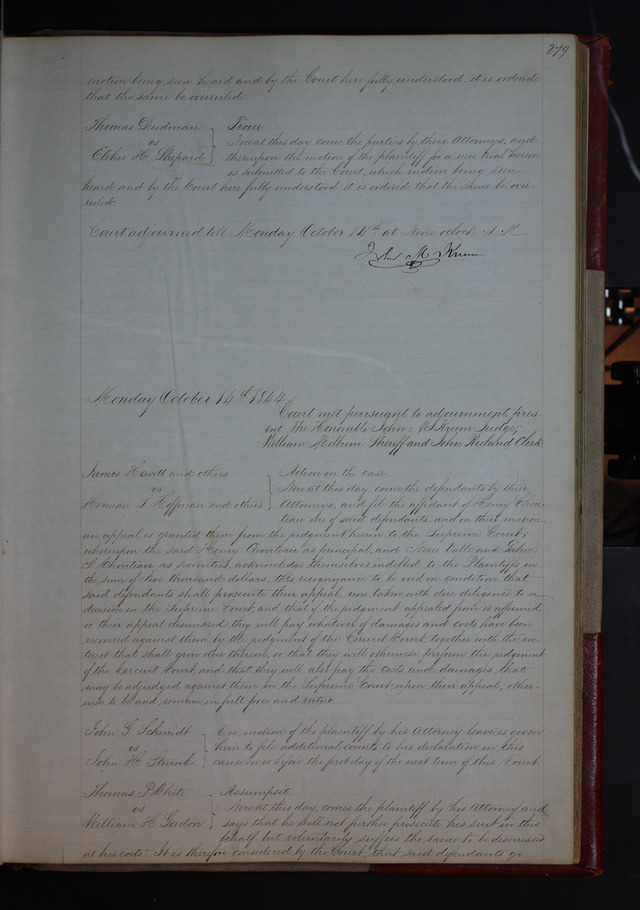 279
motion being seen heard and by the Court here fully understood it is ordered
that the same be overruled.
Thomas Dedman } Trover
vs Now at this day come the parties by their Attorneys, and
Elihu H. Shepard } thereupon the motion of the plaintiff for a new trial herein
is submitted to the Court, which motion being seen
heard and by the Court here fully understood it is ordered that the same be over-
ruled
Court adjourned till Monday October 14th at Nine oclock A.M.
John M Krum
Monday October 14th 1844
Court met pursuant to adjournment, pres
ent, The Honorable John M Krum Judge,
William Milburn Sheriff and John Ruland Clerk
James Hewitt and others } Action on the case
vs Now at this day, come the defendants by their
Herman L Hoffman and others } Attorneys, and file the affidavit of Henry Chou-
teau one of said defendants and on their motion
an appeal is granted them from the judgment herein to the Supreme Court,
whereupon the said Henry Chouteau as principal, and Neree Valle and Gabriel
S Chouteau as securities, acknowledge themselves indebted to the Plaintiffs in
the sum of five thousand dollars, this recognizance to be void on condition that
said defendants shall prosecute their appeal, now taken with due diligence to a
decision in the Supreme Court, and that if the judgment appealed from is affirmed
or their appeal dismissed they will pay whatever of damages and costs have been
recovered against them by the judgment of the Circuit Court, together with the in-
terest that shall grow due thereon, or that they will otherwise perform the judgment
of the Circuit Court and that they will also pay the costs and damages, that
may be adjudged against them in the Supreme Court upon their appeal, other-
wise to be and remain in full force and virtue
John G Schmidt } On motion of the plaintiff by his Attorney leave is given
vs him to file additional counts to his declaration in this
John H. Strunk } cause on or before the first day of the next term of this Court
Thomas P White } Assumpsit.
vs Now at this day, comes the plaintiff by his Attorney and
William H. Gordon } says that he will not further prosecute his suit in this
behalf, but voluntarily suffers the same to be dismissed
at his costs, It is therefore considered by the Court, that said defendants go